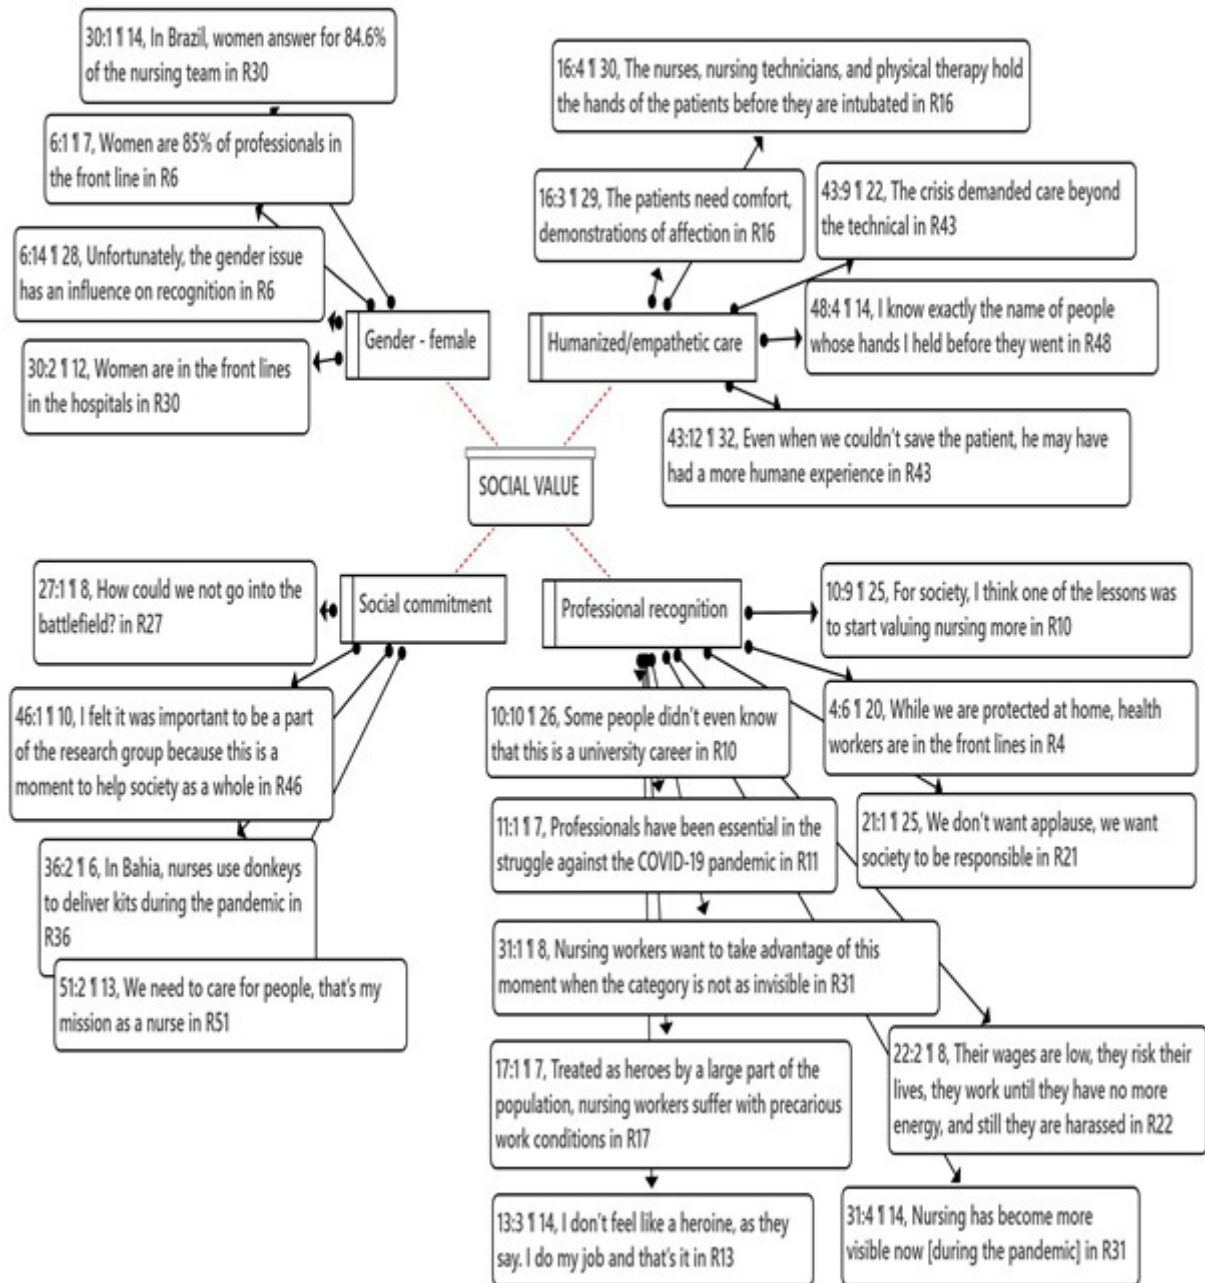 30:1 ¶ 14, In Brazil, women answer for 84.6%
of the nursing team in R30
6:1 ¶ 7, Women are 85% of professionals in
the front line in R6
6:14 ¶ 28, Unfortunately, the gender issue
has an influence on recognition in R6
30:2 ¶ 12, Women are in the front lines
in the hospitals in R30
Gender - female
16:4 ¶ 30, The nurses, nursing technicians, and physical therapy hold
the hands of the patients before they are intubated in R16
16:3 ¶ 29, The patients need comfort,
demonstrations of affection in R16
43:9 ¶ 22, The crisis demanded care beyond
the technical in R43
48:4 ¶ 14, I know exactly the name of people
whose hands I held before they went in R48
Humanized/empathetic care
43:12 ¶ 32, Even when we couldn't save the patient, he may have
had a more humane experience in R43
SOCIAL VALUE
27:1 ¶ 8, How could we not go into the
battlefield? in R27
Social commitment
46:1 ¶ 10, I felt it was important to be a part
of the research group because this is a
moment to help society as a whole in R46
36:2 ¶ 6, In Bahia, nurses use donkeys
to deliver kits during the pandemic in
R36
51:2 ¶ 13, We need to care for people, that's my
mission as a nurse in R51
Professional recognition
10:9 ¶ 25, For society, I think one of the lessons was
to start valuing nursing more in R10
10:10 ¶ 26, Some people didn't even know
that this is a university career in R10
4:6 ¶ 20, While we are protected at home, health
workers are in the front lines in R4
11:1 ¶ 7, Professionals have been essential in the
struggle against the COVID-19 pandemic in R11
21:1 ¶ 25, We don't want applause, we want
society to be responsible in R21
31:1 ¶ 8, Nursing workers want to take advantage of this
moment when the category is not as invisible in R31
17:1 ¶ 7, Treated as heroes by a large part of the
population, nursing workers suffer with precarious
work conditions in R17
22:2 ¶ 8, Their wages are low, they risk their
lives, they work until they have no more
energy, and still they are harassed in R22
13:3 ¶ 14, I don't feel like a heroine, as they
say. I do my job and that's it in R13
31:4 ¶ 14, Nursing has become more
visible now [during the pandemic] in R31